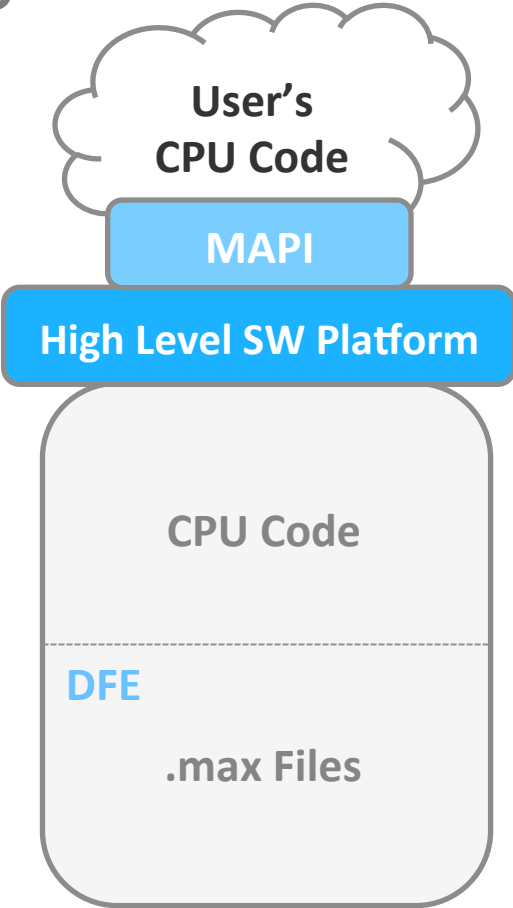 User’s
CPU Code
MAPI
High Level SW Platform
CPU Code
DFE
.max Files